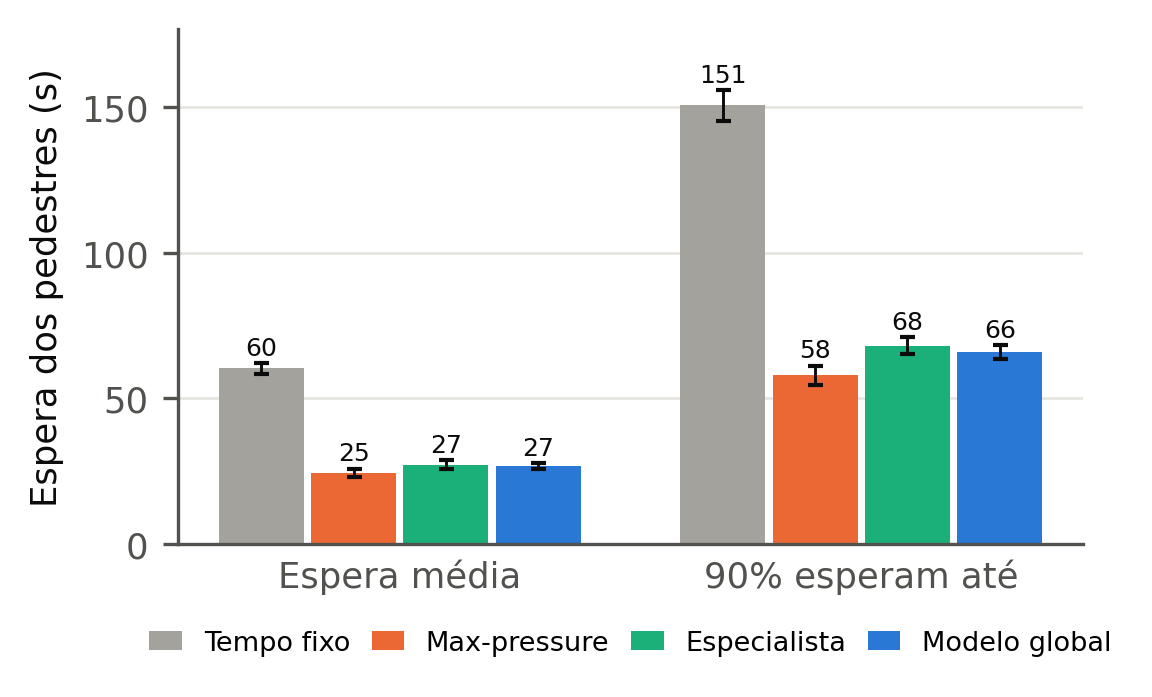 Espera dos pedestres (s)
150
100
50
0
60
25
27
27
151
58
68
66
Espera média
90% esperam até
Tempo fixo
Max-pressure
Especialista
Modelo global